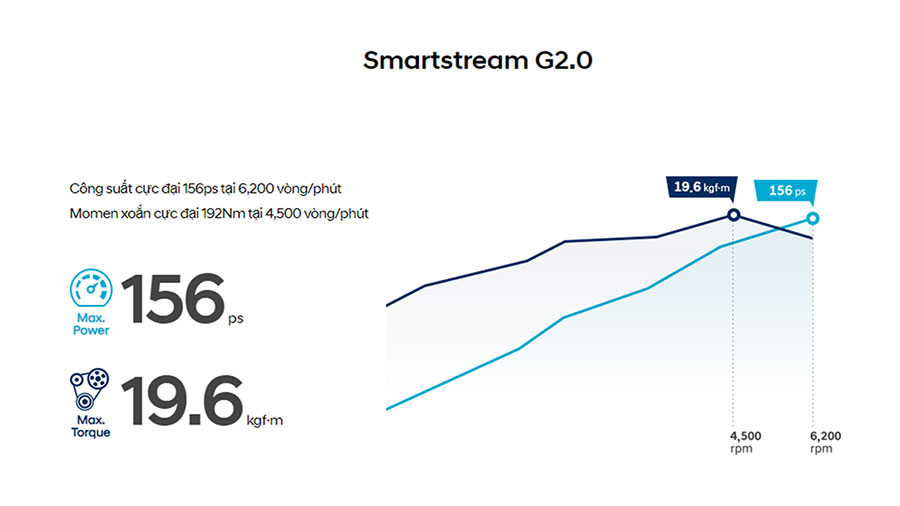 Smartstream G2.0
Công suất cực đại 156ps tại 6,200 vòng/phút
Momen xoắn cực đại 192Nm tại 4,500 vòng/phút
156 ps
Max.
Power
19.6 kgf·m
Max.
Torque
19.6 kgf·m
156 ps
4,500
rpm
6,200
rpm